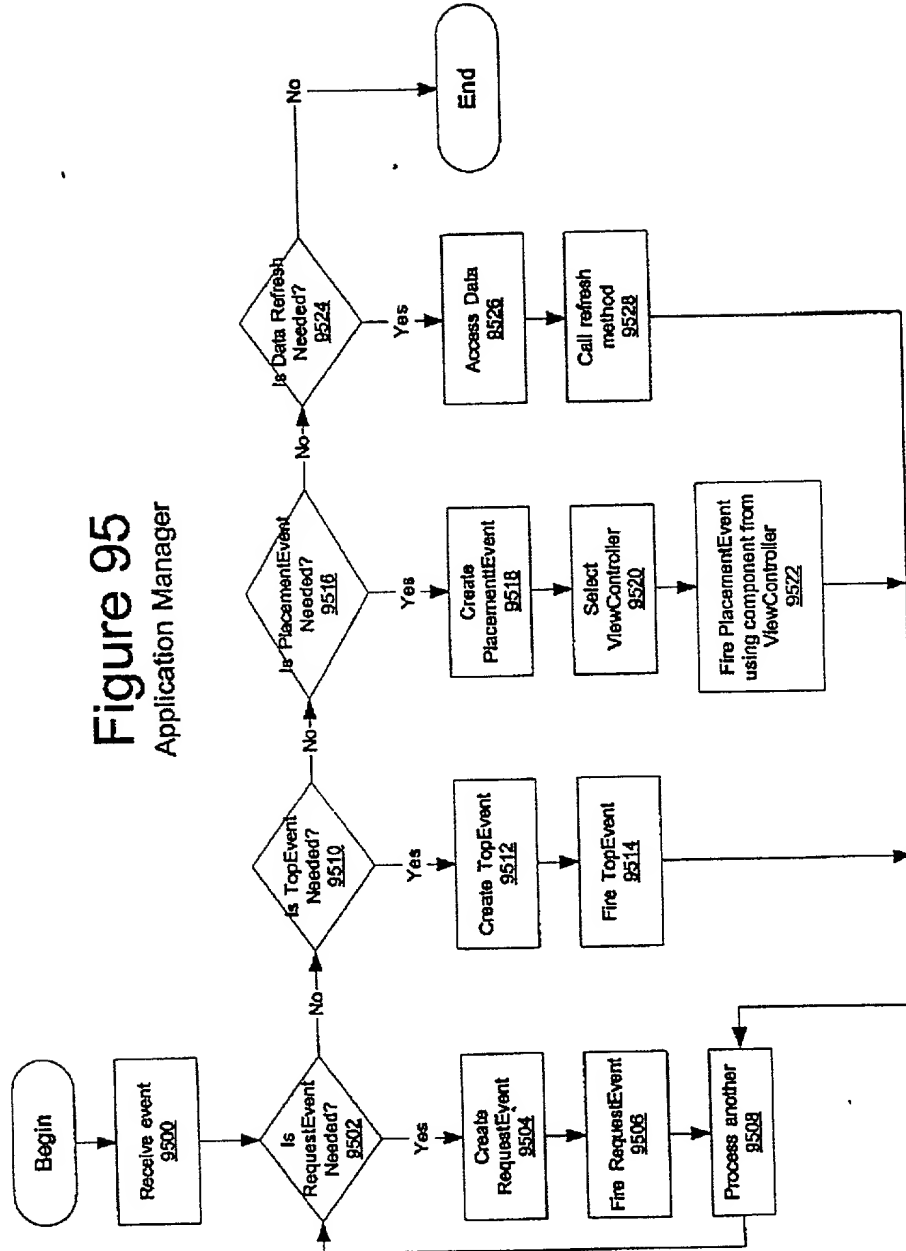 Figure 95
Application Manager
Begin
Receive event
9500
Is
RequestEvent
Needed?
9502
No
Yes
Create
RequestEvent
9504
Fire RequestEvent
9506
Process another
9508
Is TopEvent
Needed?
9510
No
Yes
Create TopEvent
9512
Fire TopEvent
9514
Is PlacementEvent
Needed?
9516
No
Yes
Create
PlacementtEvent
9518
Select
ViewController
9520
Fire PlacementEvent
using component from
ViewController
9522
Is Data Refresh
Needed?
9524
No
Yes
Access Data
9526
Call refresh
method
9528
End